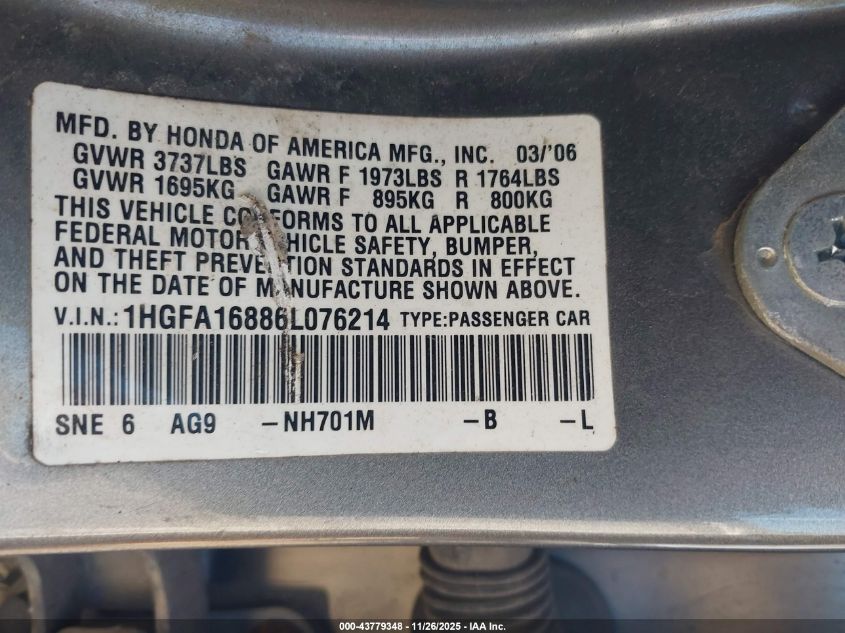 MFD. BY HONDA OF AMERICA MFG., INC. 03/'06
GVWR 3737LBS GAWR F 1973LBS R 1764LBS
GVWR 1695KG GAWR F 895KG R 800KG
THIS VEHICLE CONFORMS TO ALL APPLICABLE
FEDERAL MOTOR VEHICLE SAFETY, BUMPER,
AND THEFT PREVENTION STANDARDS IN EFFECT
ON THE DATE OF MANUFACTURE SHOWN ABOVE.
V.I.N.: 1HGFA16886L076214 TYPE:PASSENGER CAR
SNE 6 AG9 -NH701M -B -L
000-43779348 - 11/26/2025 - IAA Inc.